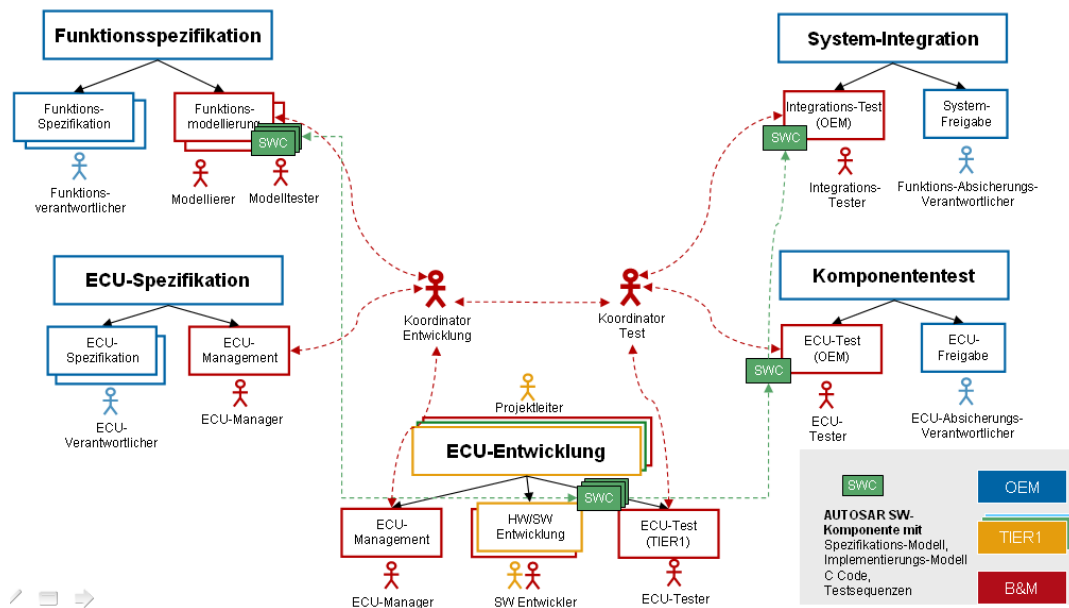 Funktionsspezifikation
Funktions-
Spezifikation
Funktions-
modellierung
SWC
Funktions-
verantwortlicher
Modellierer
Modelltester
System-Integration
Integrations-Test
(OEM)
SWC
System-
Freigabe
Integrations-
Tester
Funktions-Absicherungs-
Verantwortlicher
ECU-Spezifikation
ECU-
Spezifikation
ECU-
Management
ECU-
Verantwortlicher
ECU-Manager
Koordinator
Entwicklung
Koordinator
Test
Komponententest
ECU-Test
(OEM)
SWC
ECU-
Freigabe
ECU-
Tester
ECU-Absicherungs-
Verantwortlicher
Projektleiter
ECU-Entwicklung
SWC
ECU-
Management
HW/SW
Entwicklung
ECU-Test
(TIER1)
ECU-Manager
SW Entwickler
ECU-Tester
SWC
AUTOSAR SW-
Komponente mit
Spezifikations-Modell,
Implementierungs-Modell
C Code,
Testsequenzen
OEM
TIER1
B&M